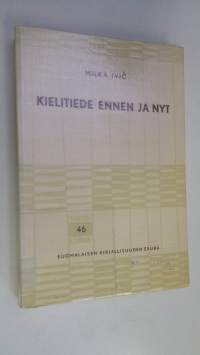 MILKA IVIĆ
KIELITIEDE ENNEN JA NYT
46
SUOMALAISEN KIRJALLISUUDEN SEURA